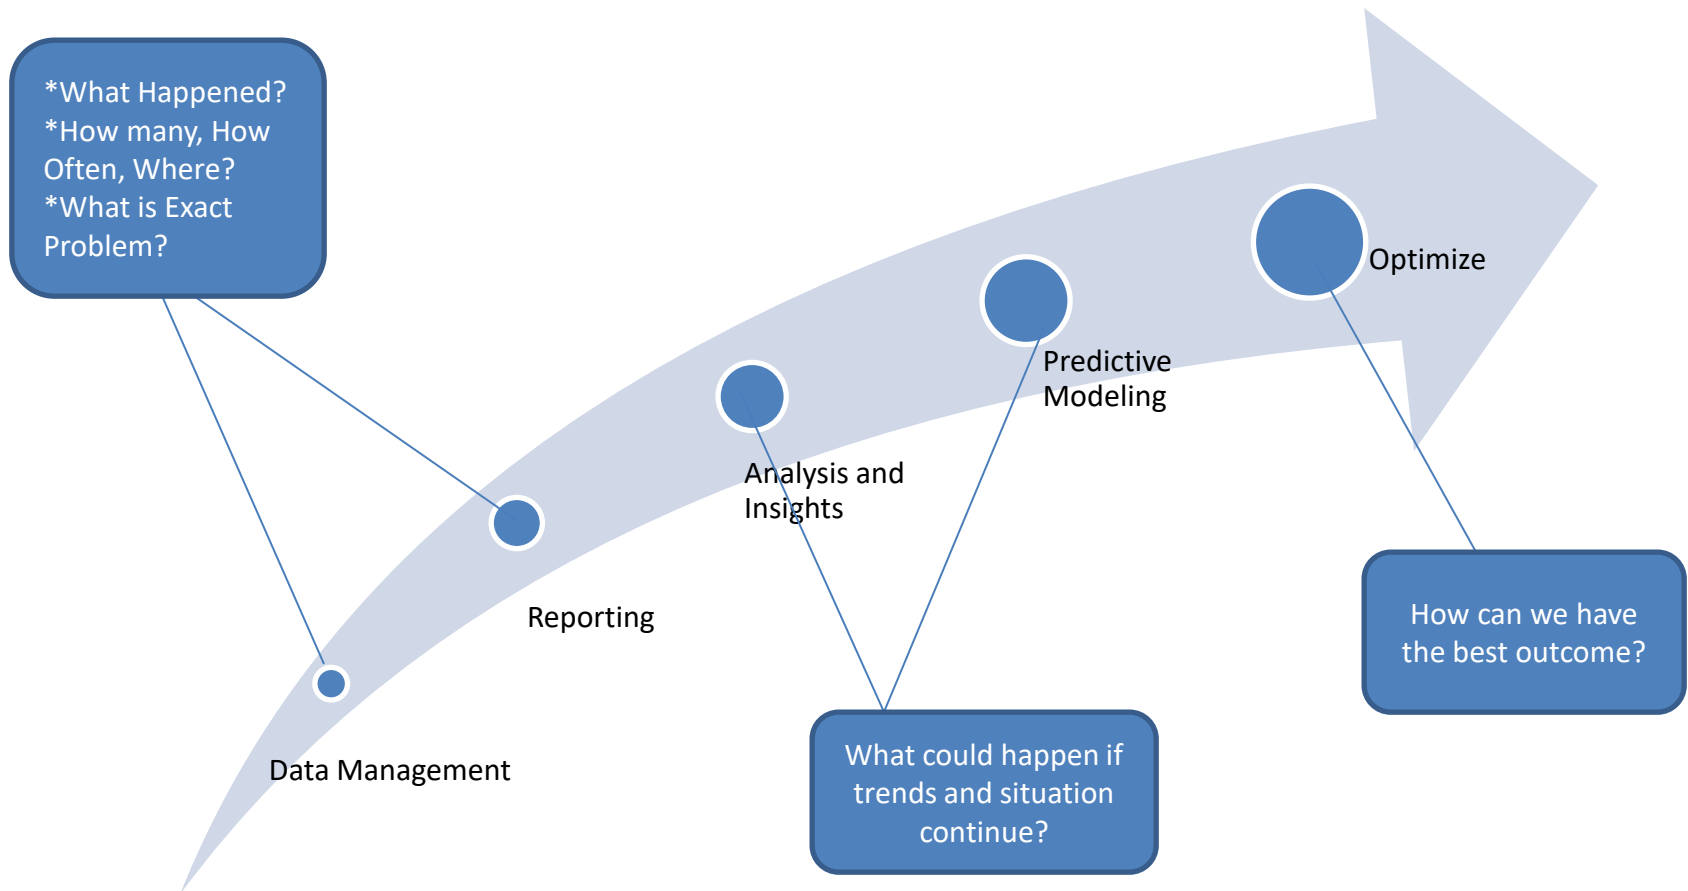 *What Happened?
*How many, How
Often, Where?
*What is Exact
Problem?
Optimize
Predictive
Modeling
Analysis and
Insights
Reporting
Data Management
How can we have
the best outcome?
What could happen if
trends and situation
continue?